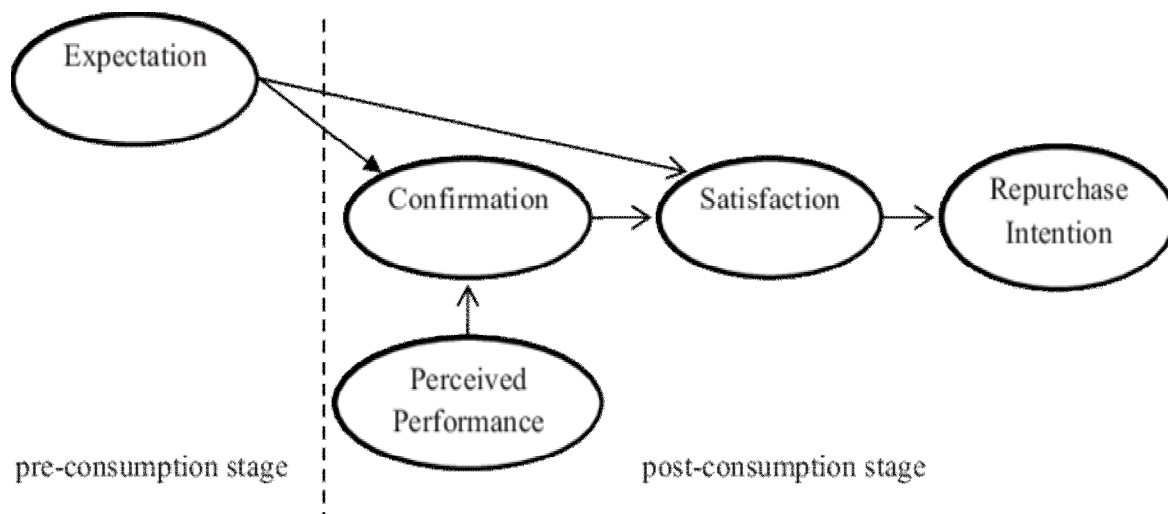 Expectation
Confirmation
Satisfaction
Repurchase
Intention
Perceived
Performance
pre-consumption stage
post-consumption stage